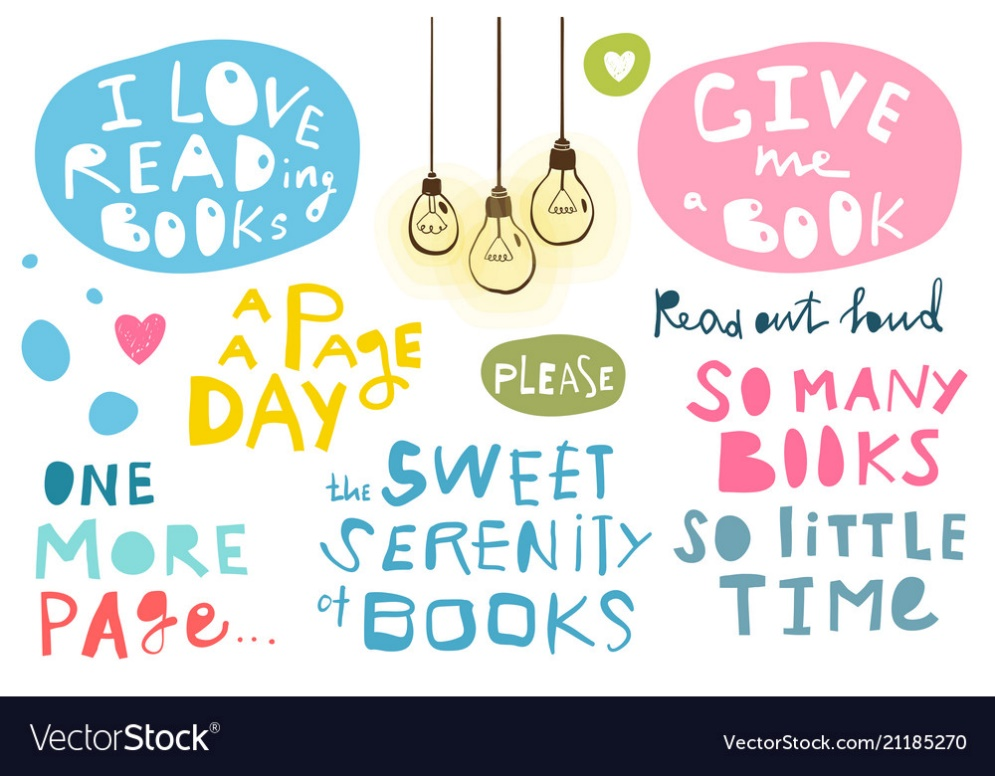 I LOVE
READing
BOOKs
GIVE
me
a BOOK
A P
A PAgE
DAY
PLEASE
Read out loud
SO MANY
BOOKS
SO liTTLE
TIMe
ONE
MORE
PAge...
the SWEET
SERENiTY
of BOOKS
VectorStock®
VectorStock.com/21185270